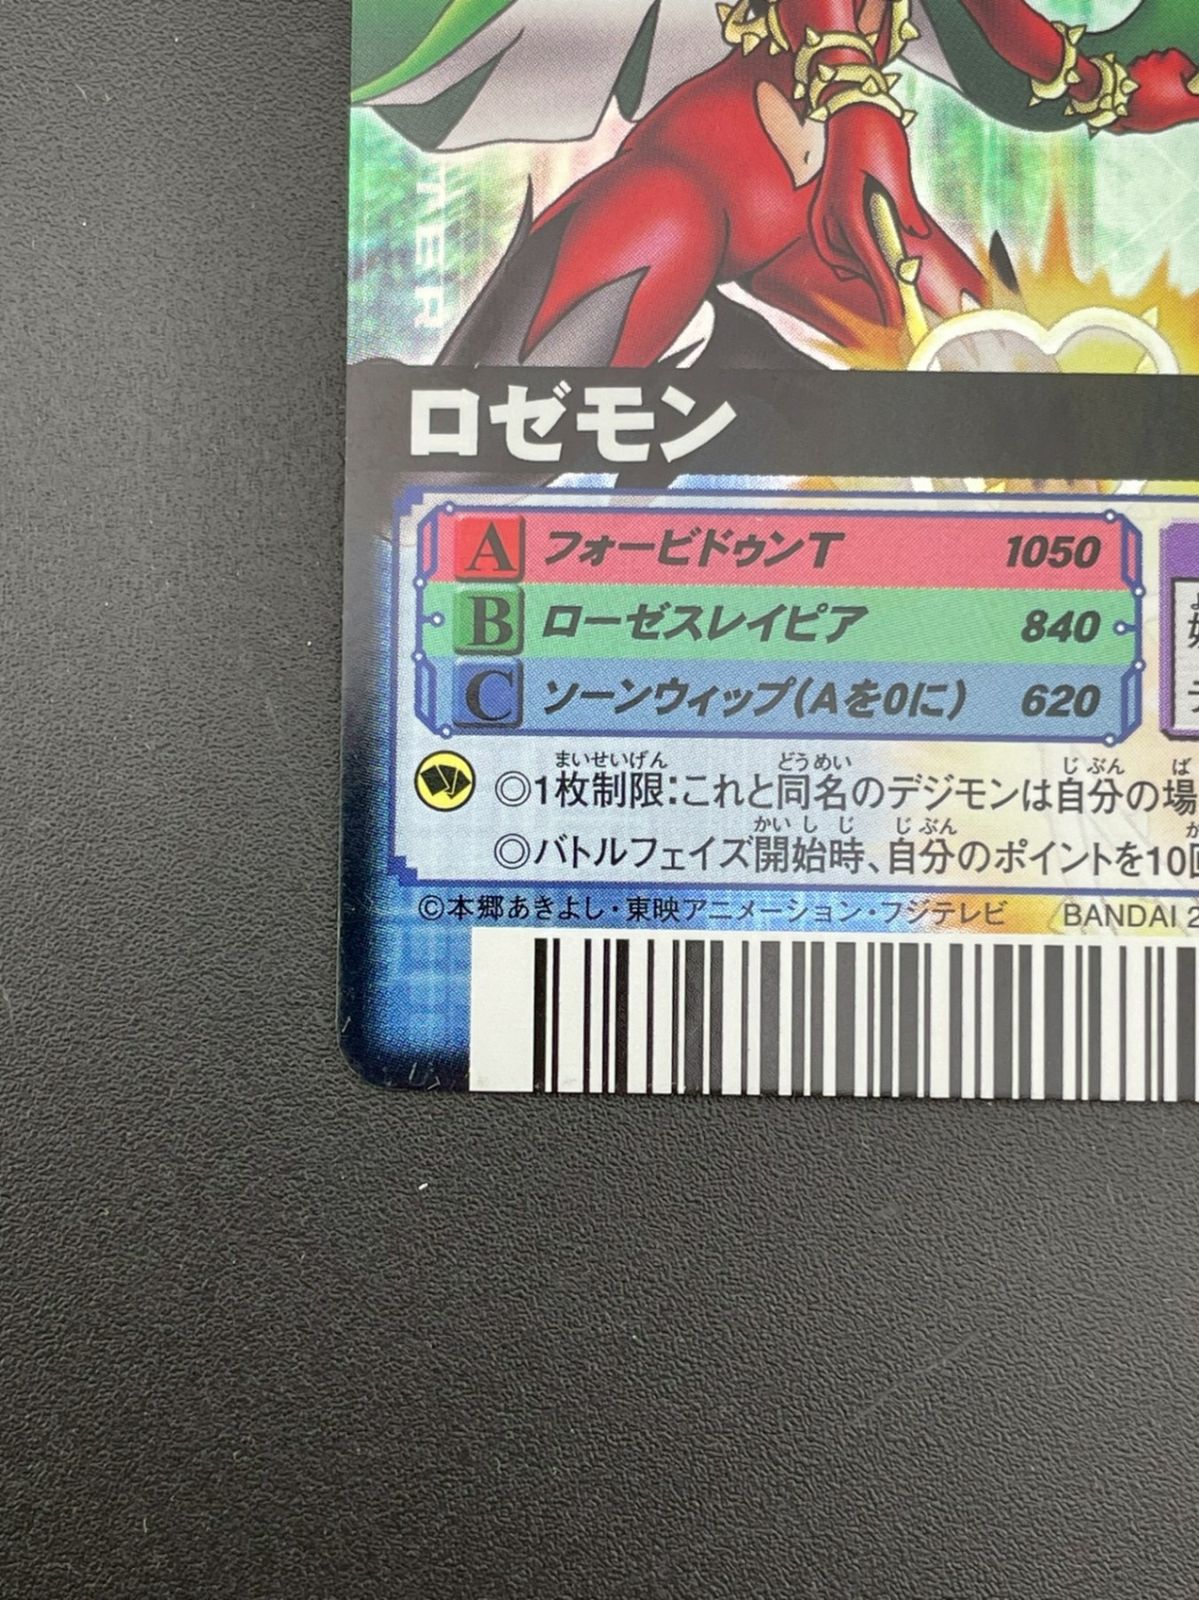 TER
ロゼモン
A フォービドゥンT 1050
B ローゼスレイピア 840
C ソーンウィップ(Aを0に) 620
まいせいげん どうめい じぶん ば
◎1枚制限:これと同名のデジモンは自分の場
かいしじ じぶん
◎バトルフェイズ開始時、自分のポイントを10回
©本郷あきよし・東映アニメーション・フジテレビ BANDAI 2